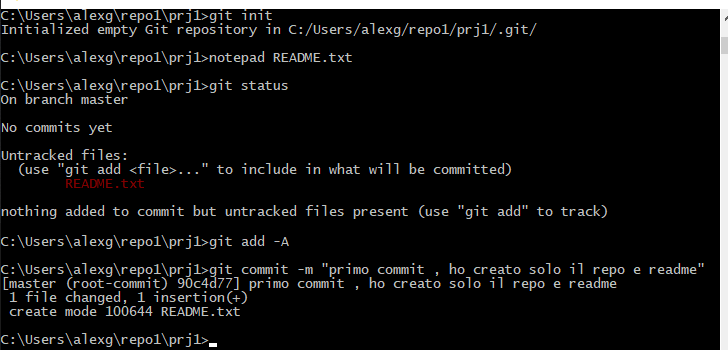 C:\Users\alexg\repo1\prj1>git init
Initialized empty Git repository in C:/Users/alexg/repo1/prj1/.git/
C:\Users\alexg\repo1\prj1>notepad README.txt
C:\Users\alexg\repo1\prj1>git status
On branch master
No commits yet
Untracked files:
  (use "git add <file>..." to include in what will be committed)
        README.txt
nothing added to commit but untracked files present (use "git add" to track)
C:\Users\alexg\repo1\prj1>git add -A
C:\Users\alexg\repo1\prj1>git commit -m "primo commit , ho creato solo il repo e readme"
[master (root-commit) 90c4d77] primo commit , ho creato solo il repo e readme
 1 file changed, 1 insertion(+)
 create mode 100644 README.txt
C:\Users\alexg\repo1\prj1>